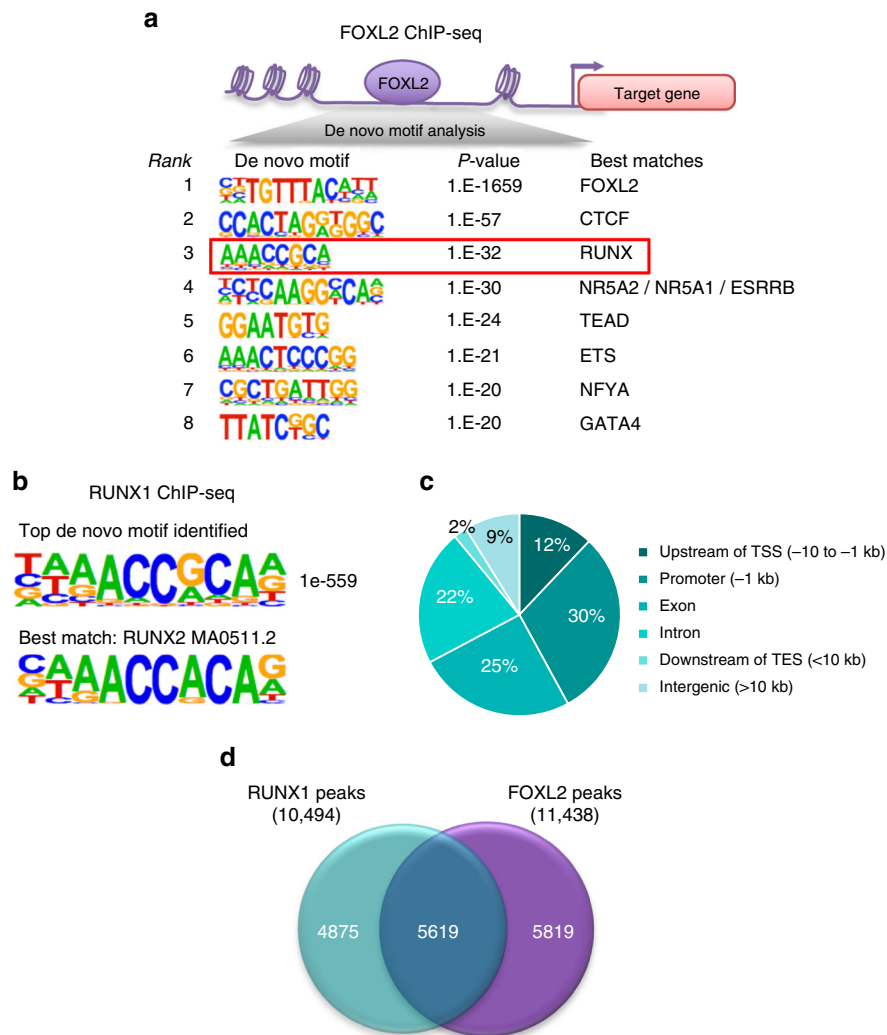 a
FOXL2 ChIP-seq
FOXL2
Target gene
De novo motif analysis
Rank De novo motif P-value Best matches
1 TGTTTAC 1.E-1659 FOXL2
2 CCACTAGGTGGC 1.E-57 CTCF
3 AAACCGCA 1.E-32 RUNX
4 TCTCAAGGCCAG 1.E-30 NR5A2 / NR5A1 / ESRRB
5 GGAATGTG 1.E-24 TEAD
6 AAACTCCCGG 1.E-21 ETS
7 CGCTGATTGG 1.E-20 NFYA
8 TTATCGGC 1.E-20 GATA4
b
RUNX1 ChIP-seq
Top de novo motif identified
TAAACCGCAA 1e-559
Best match: RUNX2 MA0511.2
AAACCACA
c
2%
9%
12%
22%
30%
25%
Upstream of TSS (–10 to –1 kb)
Promoter (–1 kb)
Exon
Intron
Downstream of TES (<10 kb)
Intergenic (>10 kb)
d
RUNX1 peaks
(10,494)
FOXL2 peaks
(11,438)
4875
5619
5819